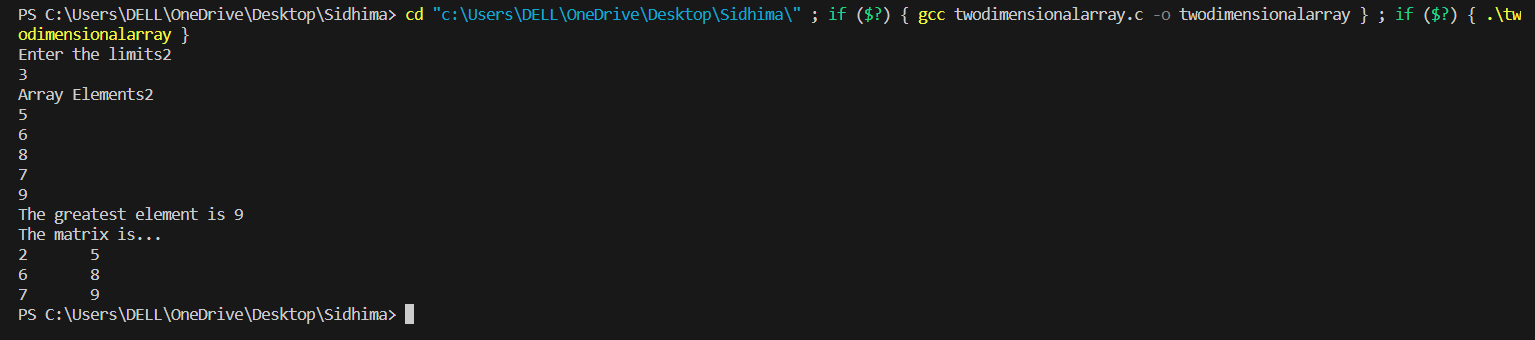 PS C:\Users\DELL\OneDrive\Desktop\Sidhima> cd "c:\Users\DELL\OneDrive\Desktop\Sidhima\" ; if ($?) { gcc twodimensionalarray.c -o twodimensionalarray } ; if ($?) { .\tw
odimensionalarray }
Enter the limits2
3
Array Elements2
5
6
8
7
9
The greatest element is 9
The matrix is...
2       5
6       8
7       9
PS C:\Users\DELL\OneDrive\Desktop\Sidhima>